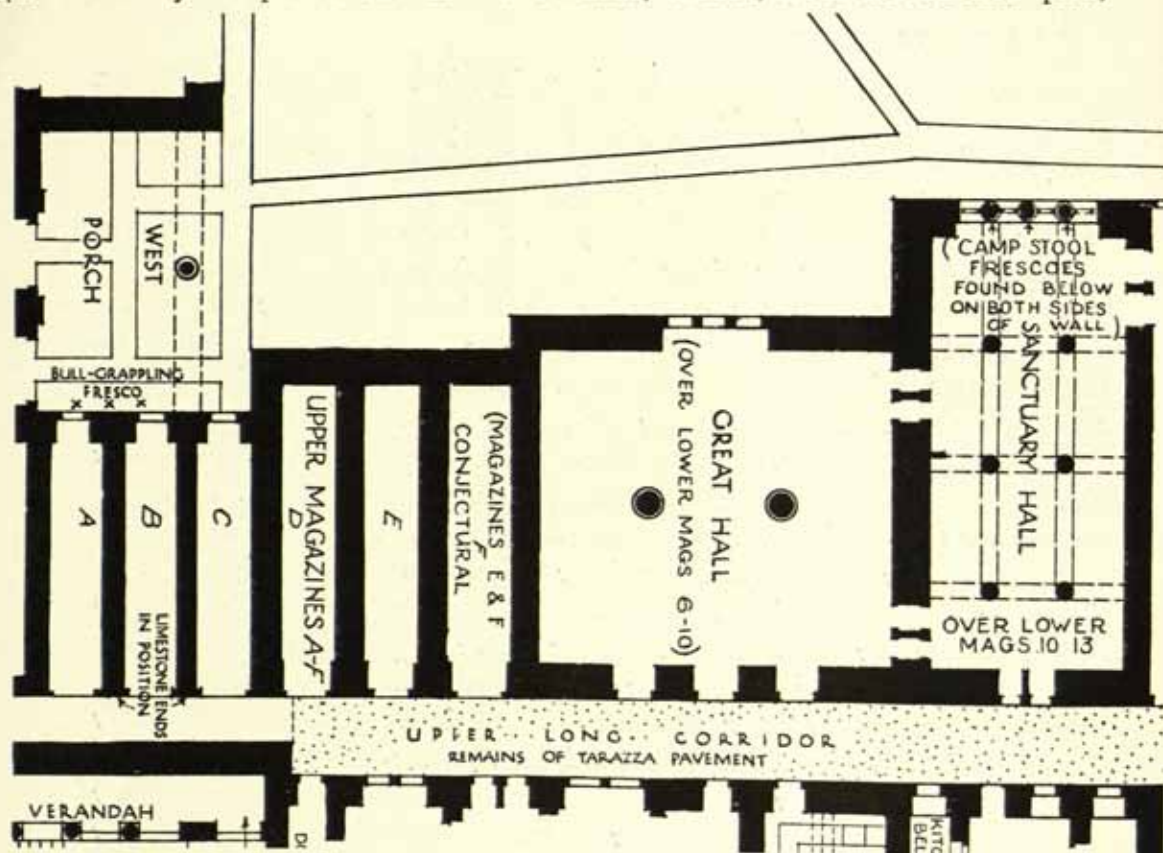 WEST
PORCH
BULL-GRAPPLING
FRESCO
A
B
C
UPPER MAGAZINES A-F
D
E
(MAGAZINES E & F
CONJECTURAL
F
GREAT HALL
(OVER LOWER MAGS 6-10)
(CAMP STOOL
FRESCOES
FOUND BELOW
ON BOTH SIDES
OF WALL)
SANCTUARY HALL
OVER LOWER
MAGS.10 13
LIMESTONE ENDS
IN POSITION
UPPER LONG CORRIDOR
REMAINS OF TARAZZA PAVEMENT
VERANDAH